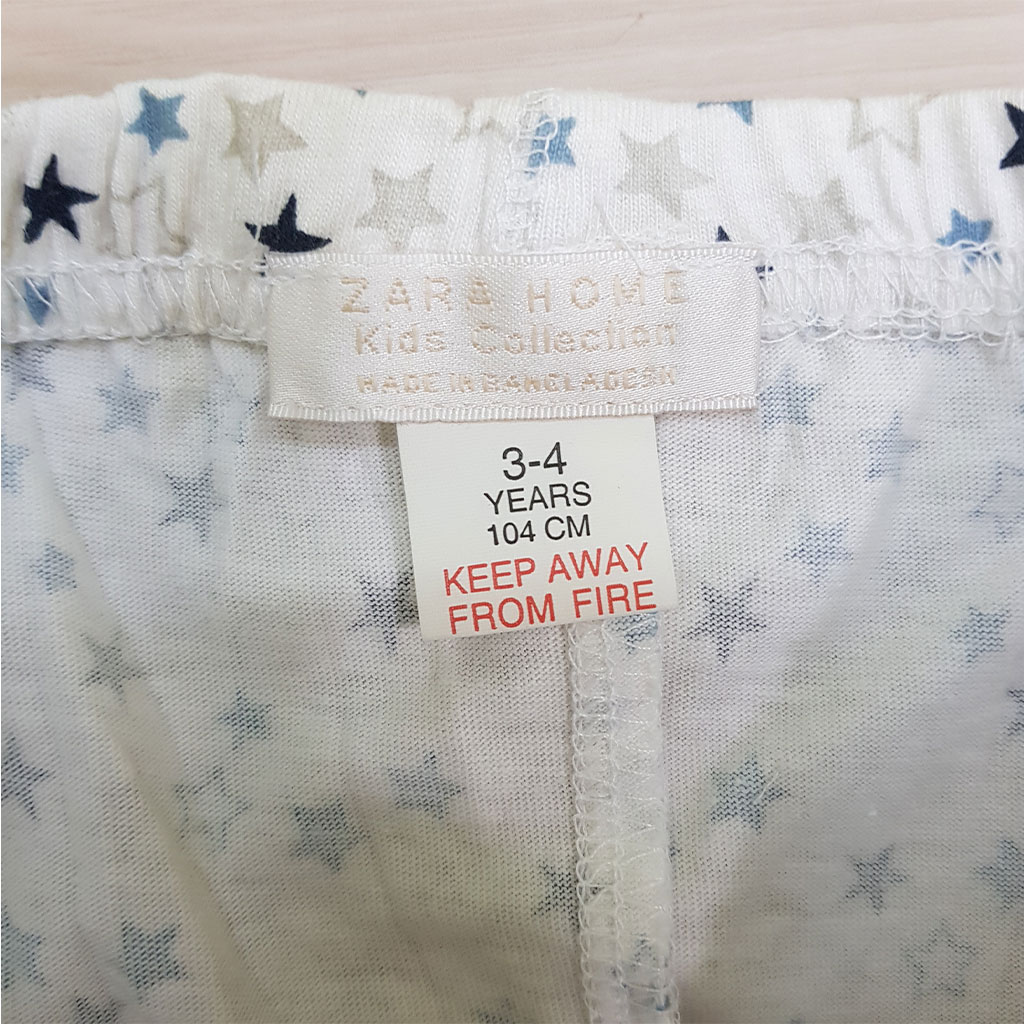 ZARA HOME
Kids Collection
MADE IN BANGLADESH
3-4
YEARS
104 CM
KEEP AWAY
FROM FIRE